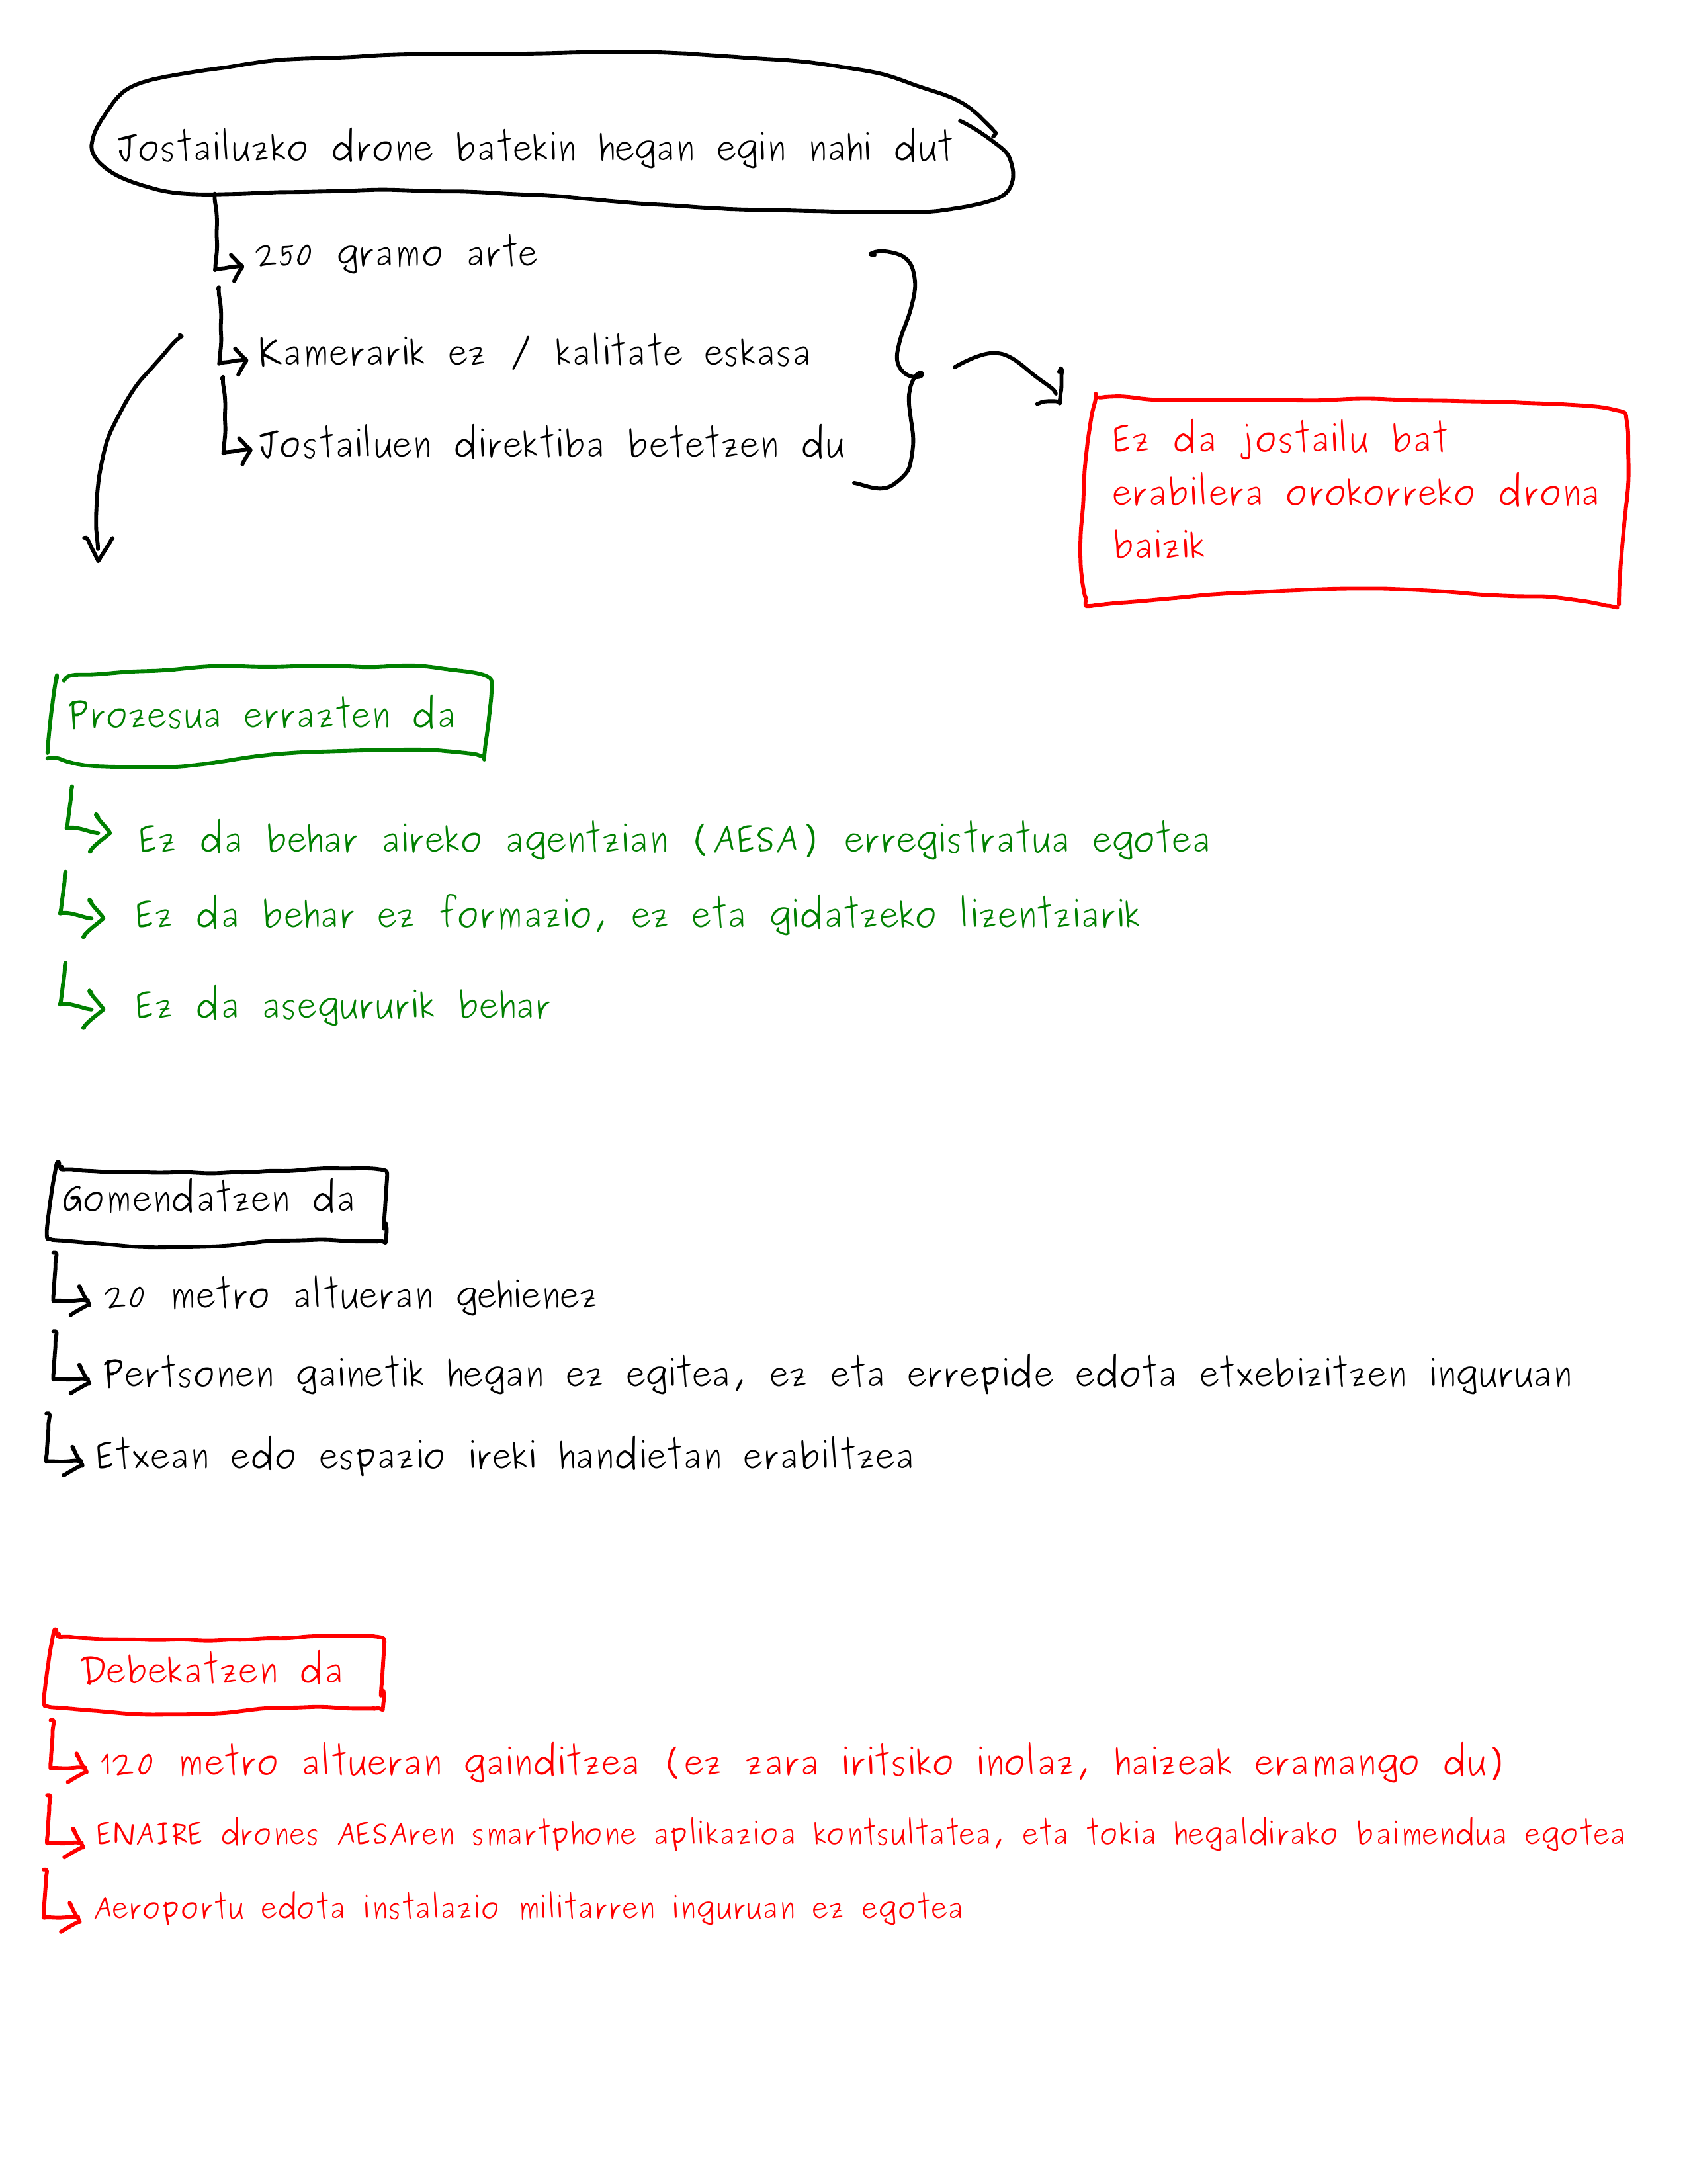 Jostailuzko drone batekin hegan egin nahi dut
250 gramo arte
Kamerarik ez / kalitate eskasa
Jostailuen direktiba betetzen du
Ez da jostailu bat
erabilera orokorreko drona
baizik
Prozesua errazten da
Ez da behar aireko agentzian (AESA) erregistratua egotea
Ez da behar ez formazio, ez eta gidatzeko lizentziarik
Ez da asegururik behar
Gomendatzen da
20 metro altueran gehienez
Pertsonen gainetik hegan ez egitea, ez eta errepide edota etxebizitzen inguruan
Etxean edo espazio ireki handietan erabiltzea
Debekatzen da
120 metro altueran gainditzea (ez zara iritsiko inolaz, haizeak eramango du)
ENAIRE drones AESAren smartphone aplikazioa kontsultatea, eta tokia hegaldirako baimendua egotea
Aeroportu edota instalazio militarren inguruan ez egotea